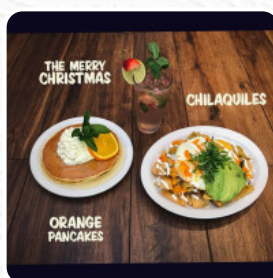 THE MERRY
CHRISTMAS
CHILAQUILES
ORANGE
PANCAKES